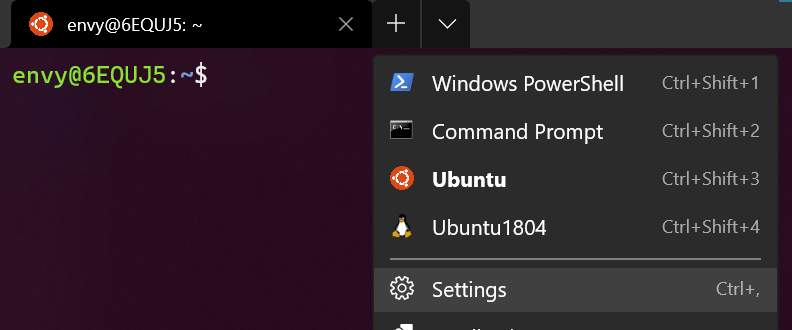 envy@6EQUJ5: ~
envy@6EQUJ5:~$
Windows PowerShell Ctrl+Shift+1
Command Prompt Ctrl+Shift+2
Ubuntu Ctrl+Shift+3
Ubuntu1804 Ctrl+Shift+4
Settings Ctrl+,